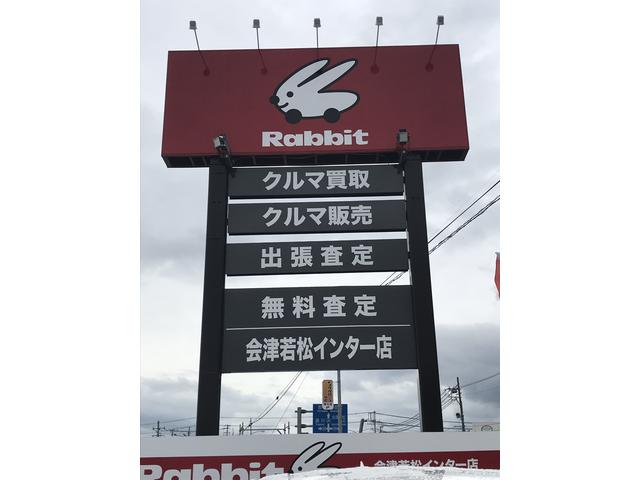 Rabbit
クルマ買取
クルマ販売
出張査定
無料査定
会津若松インター店
Rabbit
会津若松インター店